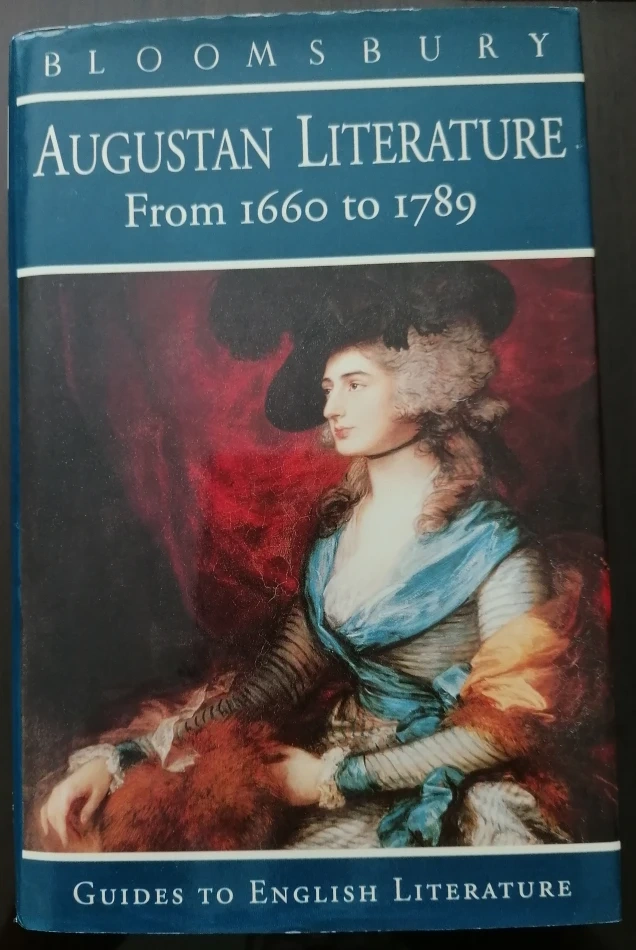 BLOOMSBURY
AUGUSTAN LITERATURE
From 1660 to 1789
GUIDES TO ENGLISH LITERATURE